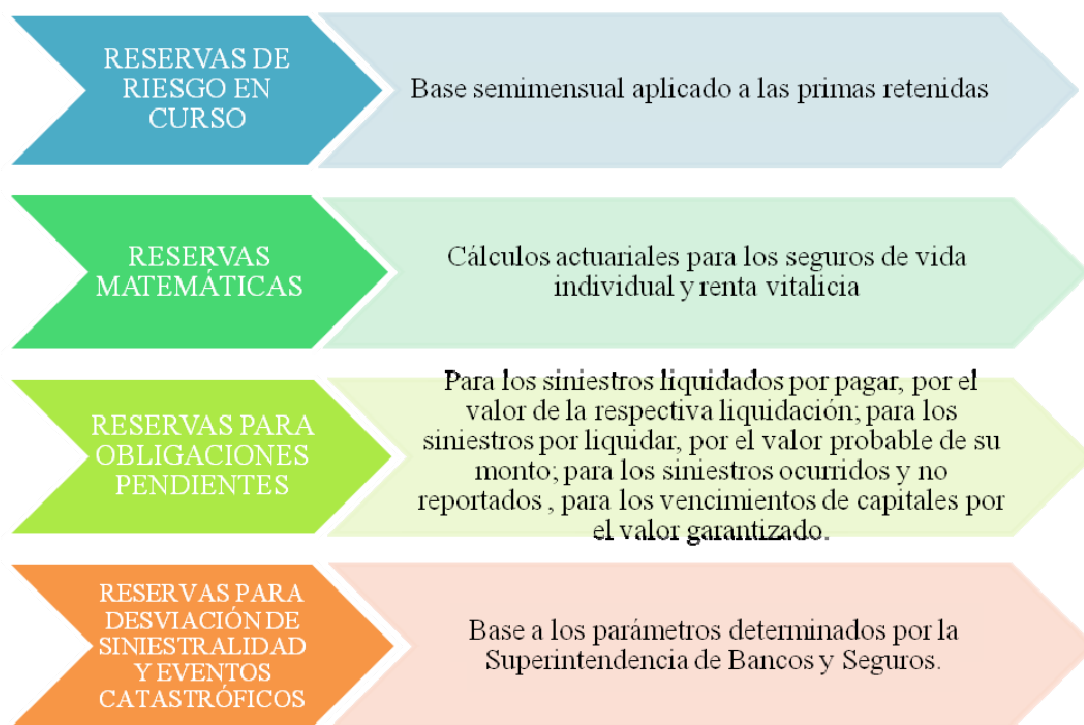 RESERVAS DE
RIESGO EN
CURSO
Base semimensual aplicado a las primas retenidas
RESERVAS
MATEMÁTICAS
Cálculos actuariales para los seguros de vida
individual y renta vitalicia
RESERVAS PARA
OBLIGACIONES
PENDIENTES
Para los siniestros liquidados por pagar, por el
valor de la respectiva liquidación; para los
siniestros por liquidar, por el valor probable de su
monto; para los siniestros ocurridos y no
reportados , para los vencimientos de capitales por
el valor garantizado.
RESERVAS PARA
DESVIACIÓN DE
SINIESTRALIDAD
Y EVENTOS
CATASTRÓFICOS
Base a los parámetros determinados por la
Superintendencia de Bancos y Seguros.